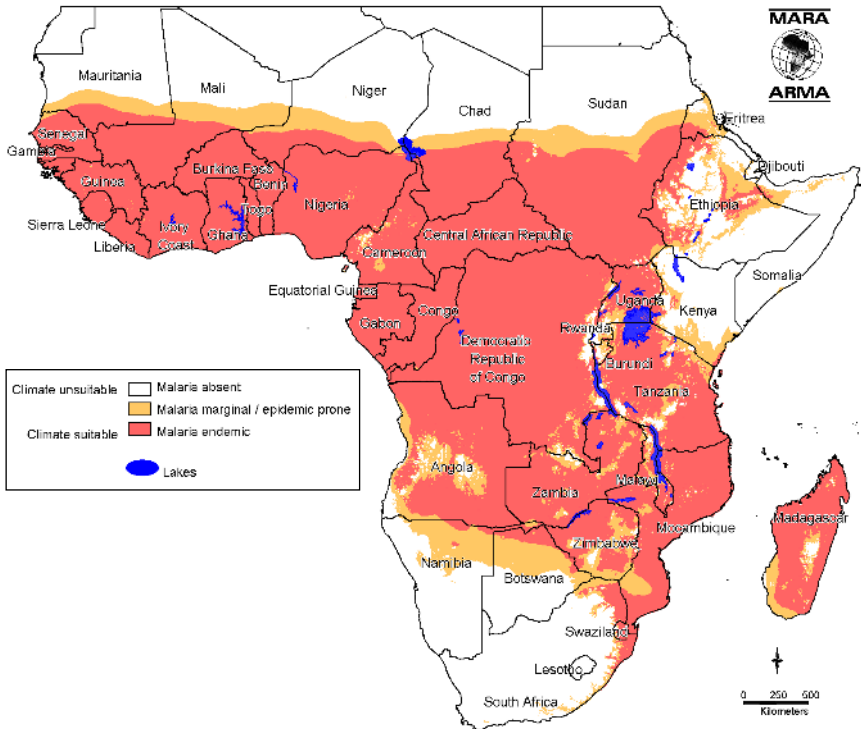 MARA
ARMA
Mauritania
Mali
Niger
Chad
Sudan
Eritrea
Senegal
Gambia
Djibouti
Burkina Faso
Guinea
Benin
Nigeria
Ethiopia
Togo
Sierra Leone
Ivory
Coast
Ghana
Liberia
Central African Republic
Cameroon
Somalia
Equatorial Guinea
Uganda
Kenya
Congo
Gabon
Rwanda
Democratic
Republic
of Congo
Burundi
Tanzania
Climate unsuitable
Malaria absent
Malaria marginal / epidemic prone
Climate suitable
Malaria endemic
Lakes
Angola
Malawi
Zambia
Madagascar
Mocambique
Zimbabwe
Namibia
Botswana
Swaziland
Lesotho
South Africa
0 250 500
Kilometers